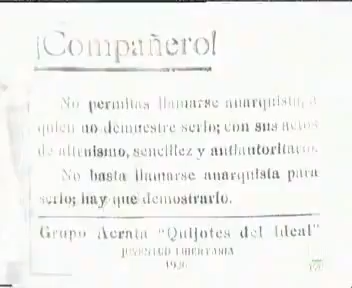 ¡Compañero!
No permitas llamarse anarquista, a
quien no demuestre serlo; con sus actos
de altruismo, sencillez y antiautoritario.
No basta llamarse anarquista para
serlo; hay que demostrarlo.
Grupo Acrata "Quijotes del Ideal"
JUVENTUD LIBERTARIA